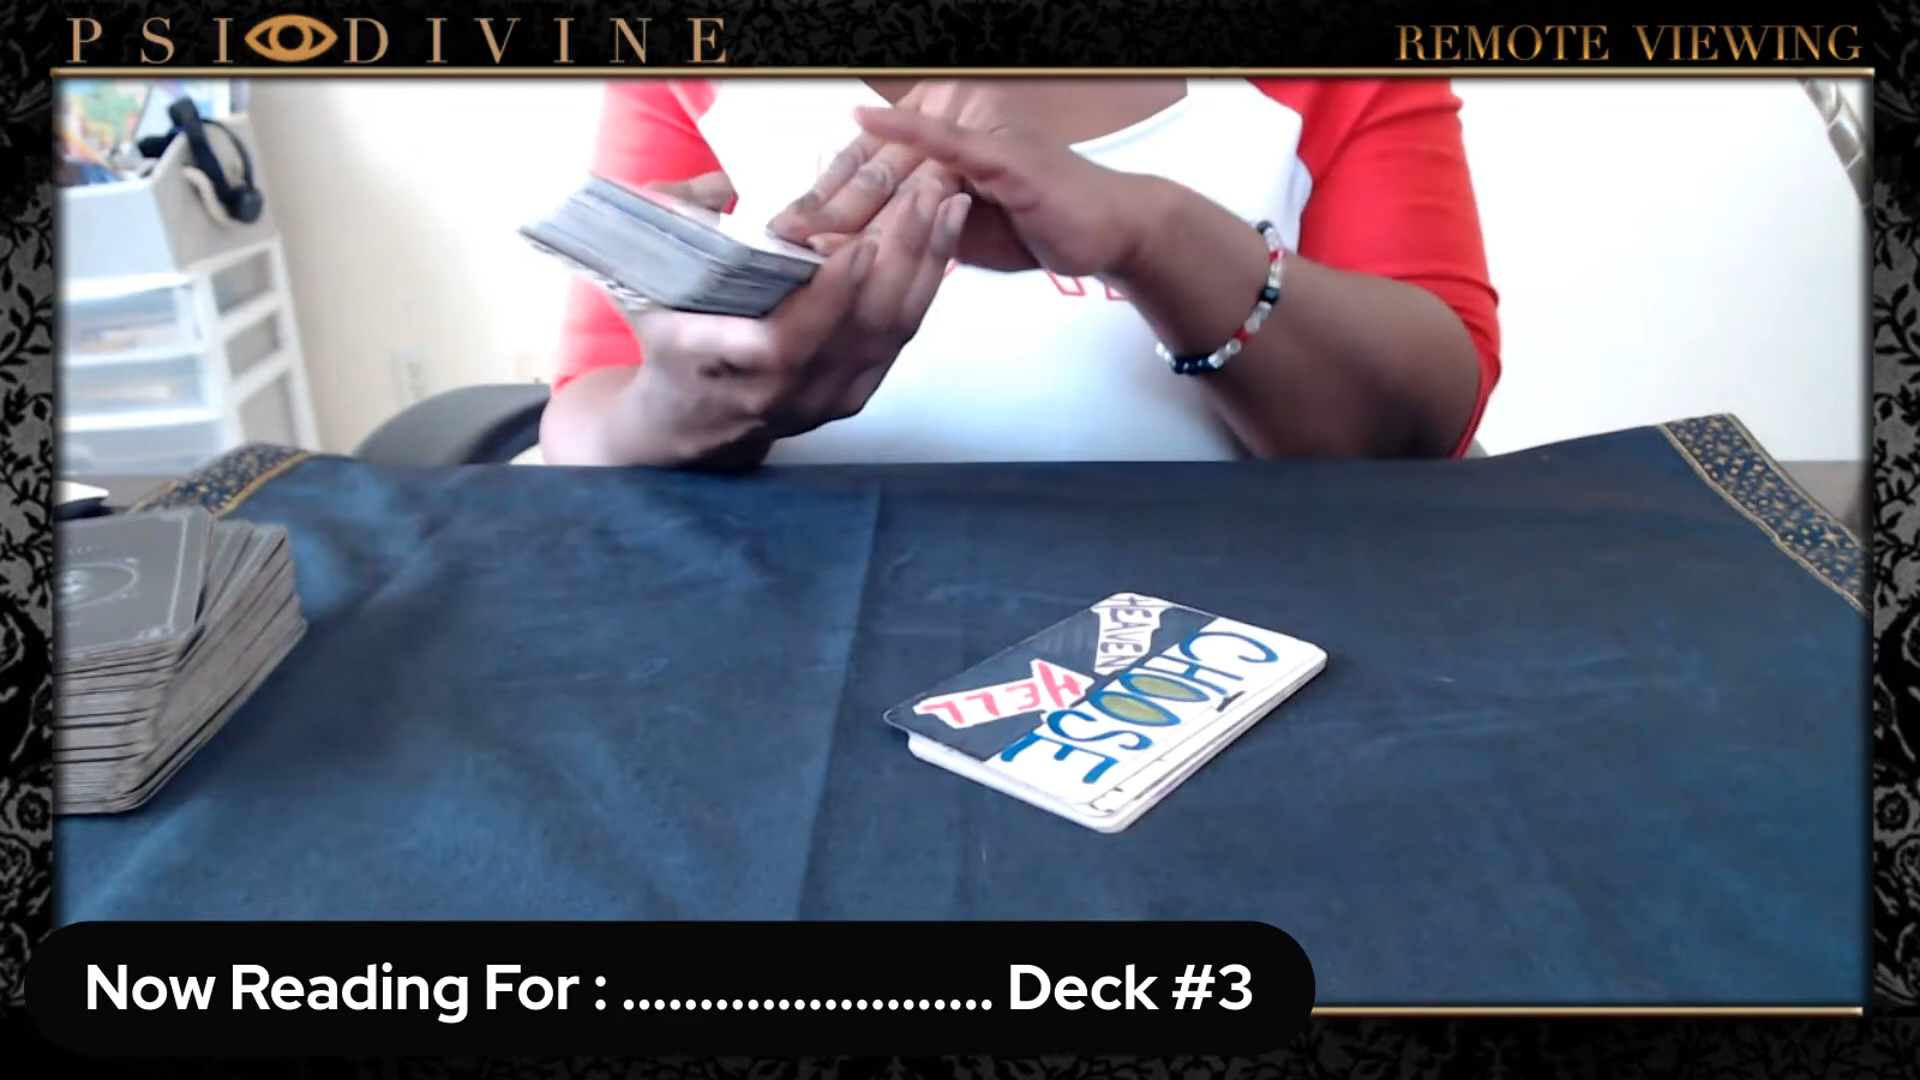 PSI DIVINE
REMOTE VIEWING
HEAVEN
HELL
CHOOSE
Now Reading For : ........................ Deck #3